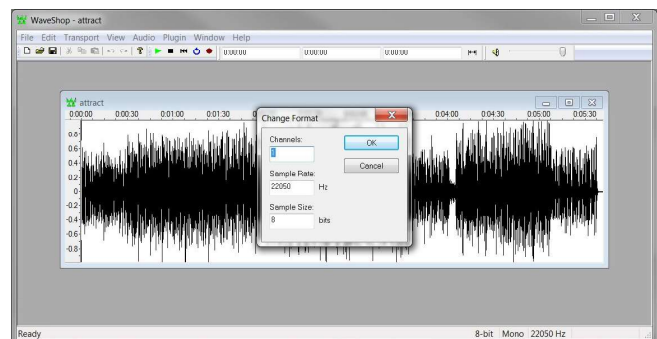 WaveShop - attract
File Edit Transport View Audio Plugin Window Help
0:00:00 0:00:00 0:00:00
attract
0:00:00 0:00:30 0:01:00 0:01:30 0:04:00 0:04:30 0:05:00 0:05:30
Change Format
0.8
0.6
0.4
0.2
0
-0.2
-0.4
-0.6
-0.8
Channels:
1
OK
Cancel
Sample Rate:
22050 Hz
Sample Size:
8 bits
Ready 8-bit Mono 22050 Hz